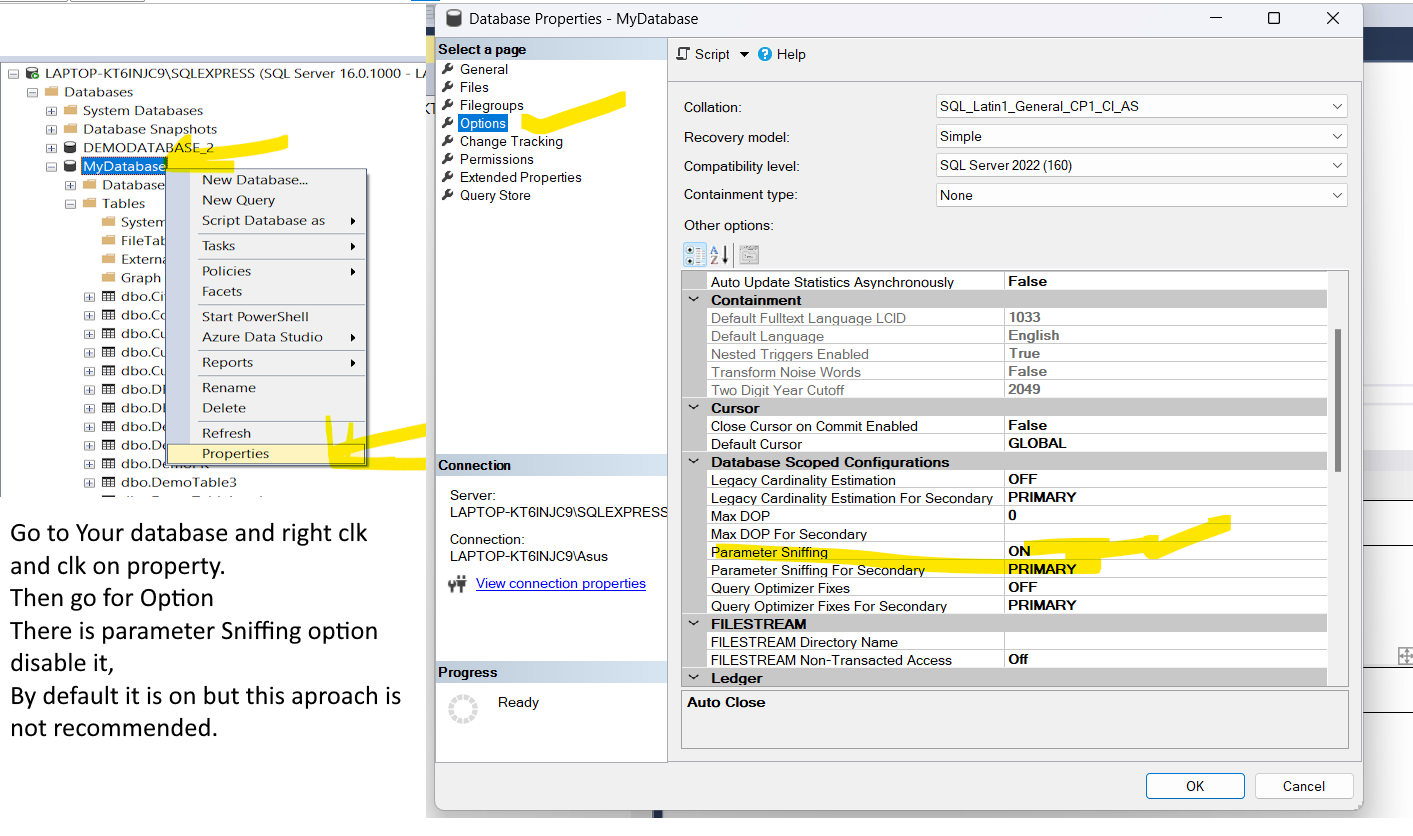 LAPTOP-KT6INJC9\SQLEXPRESS (SQL Server 16.0.1000 -
Databases
System Databases
Database Snapshots
DEMODATABASE_2
MyDatabase
Database
Tables
System
FileTab
Externa
Graph
dbo.Ci
dbo.Co
dbo.Cu
dbo.Cu
dbo.Cu
dbo.De
dbo.De
dbo.DemoTable3
New Database...
New Query
Script Database as
Tasks
Policies
Facets
Start PowerShell
Azure Data Studio
Reports
Rename
Delete
Refresh
Properties
Go to Your database and right clk
and clk on property.
Then go for Option
There is parameter Sniffing option
disable it,
By default it is on but this aproach is
not recommended.
Database Properties - MyDatabase
Select a page
General
Files
Filegroups
Options
Change Tracking
Permissions
Extended Properties
Query Store
Connection
Server:
LAPTOP-KT6INJC9\SQLEXPRESS
Connection:
LAPTOP-KT6INJC9\Asus
View connection properties
Progress
Ready
Script Help
Collation: SQL_Latin1_General_CP1_CI_AS
Recovery model: Simple
Compatibility level: SQL Server 2022 (160)
Containment type: None
Other options:
Auto Update Statistics Asynchronously False
Containment
Default Fulltext Language LCID 1033
Default Language English
Nested Triggers Enabled True
Transform Noise Words False
Two Digit Year Cutoff 2049
Cursor
Close Cursor on Commit Enabled False
Default Cursor GLOBAL
Database Scoped Configurations
Legacy Cardinality Estimation OFF
Legacy Cardinality Estimation For Secondary PRIMARY
Max DOP 0
Max DOP For Secondary
Parameter Sniffing ON
Parameter Sniffing For Secondary PRIMARY
Query Optimizer Fixes OFF
Query Optimizer Fixes For Secondary PRIMARY
FILESTREAM
FILESTREAM Directory Name
FILESTREAM Non-Transacted Access Off
Ledger
Auto Close
OK Cancel